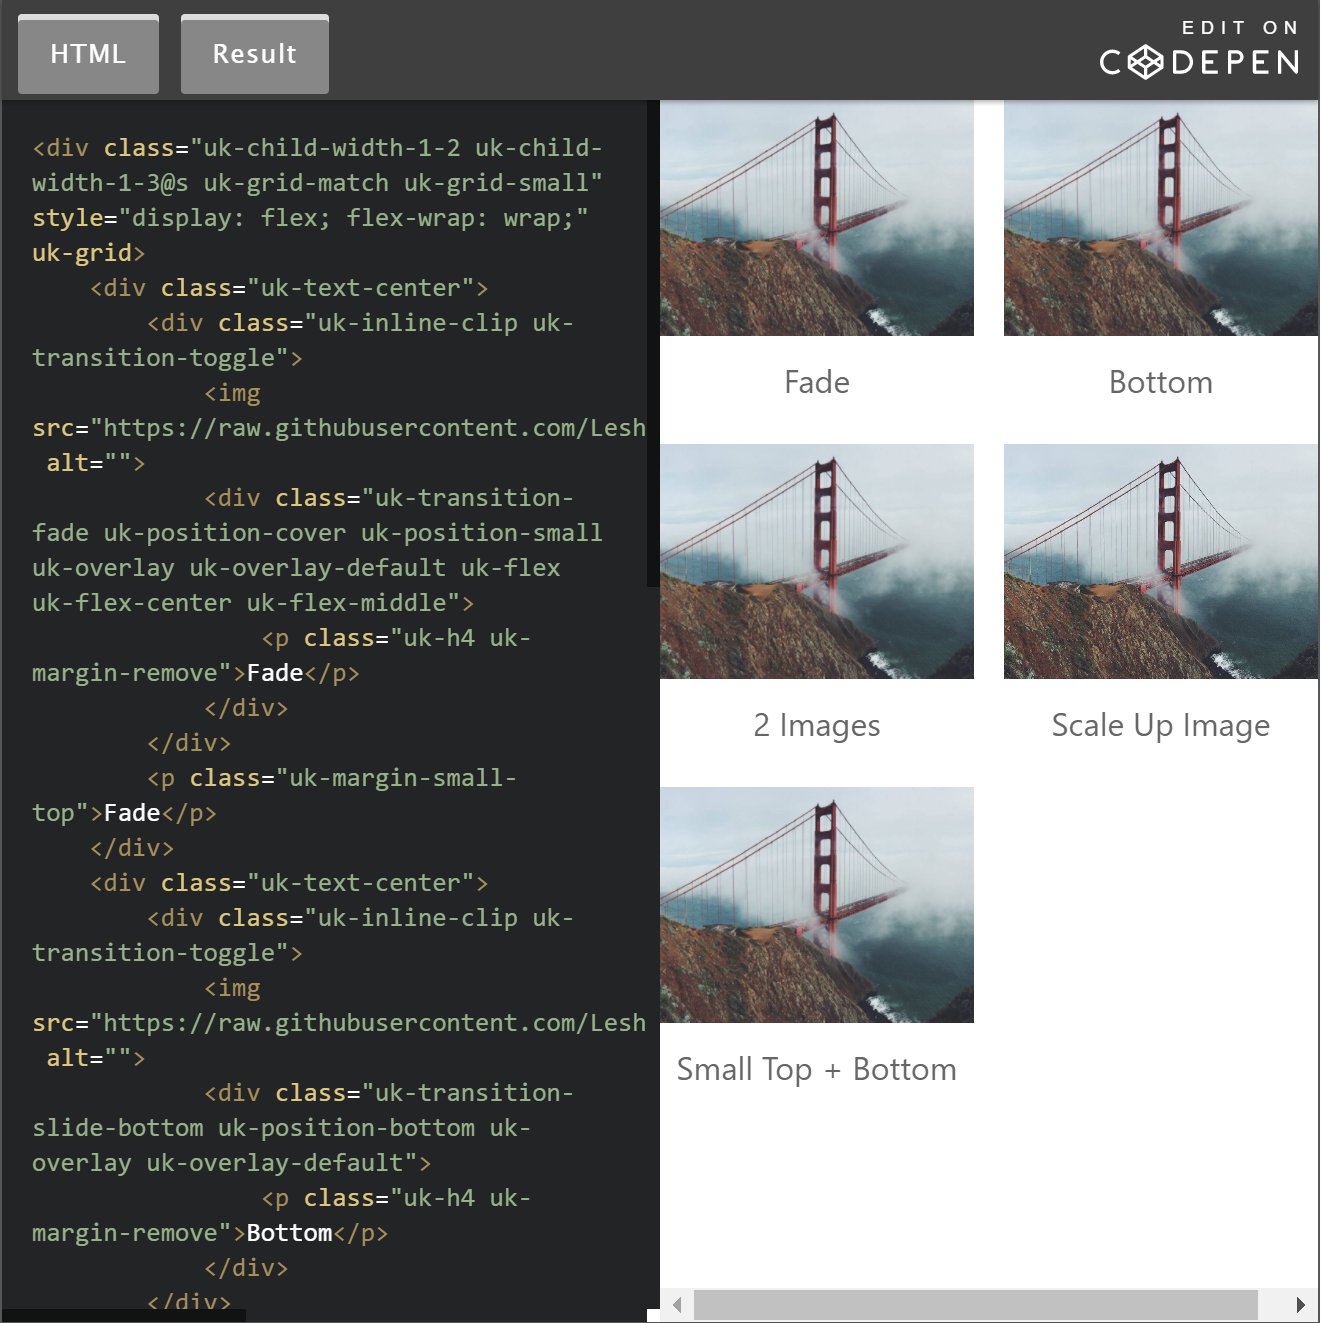 HTML
Result
EDIT ON
CODEPEN
<div class="uk-child-width-1-2 uk-child-
width-1-3@s uk-grid-match uk-grid-small"
style="display: flex; flex-wrap: wrap;"
uk-grid>
<div class="uk-text-center">
<div class="uk-inline-clip uk-
transition-toggle">
<img
src="https://raw.githubusercontent.com/Lesh
alt="">
<div class="uk-transition-
fade uk-position-cover uk-position-small
uk-overlay uk-overlay-default uk-flex
uk-flex-center uk-flex-middle">
<p class="uk-h4 uk-
margin-remove">Fade</p>
</div>
</div>
<p class="uk-margin-small-
top">Fade</p>
</div>
<div class="uk-text-center">
<div class="uk-inline-clip uk-
transition-toggle">
<img
src="https://raw.githubusercontent.com/Lesh
alt="">
<div class="uk-transition-
slide-bottom uk-position-bottom uk-
overlay uk-overlay-default">
<p class="uk-h4 uk-
margin-remove">Bottom</p>
</div>
</div>
Fade
Bottom
2 Images
Scale Up Image
Small Top + Bottom